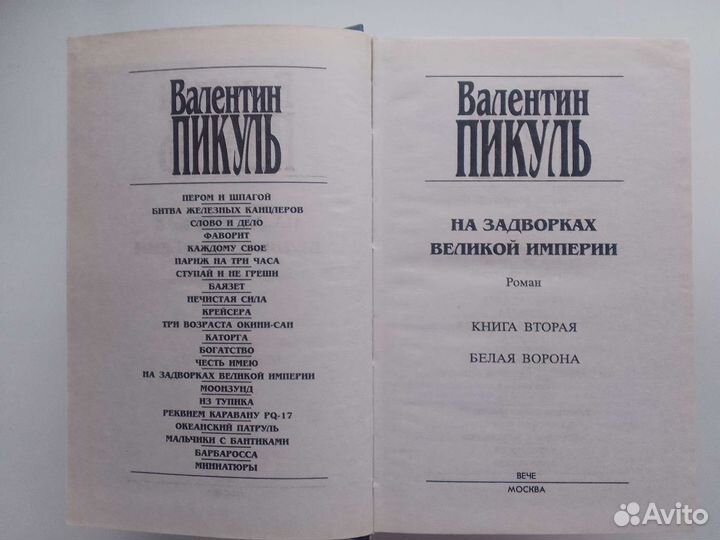 Валентин
ПИКУЛЬ
ПЕРОМ И ШПАГОЙ
БИТВА ЖЕЛЕЗНЫХ КАНЦЛЕРОВ
СЛОВО И ДЕЛО
ФАВОРИТ
КАЖДОМУ СВОЕ
ПАРИЖ НА ТРИ ЧАСА
СТУПАЙ И НЕ ГРЕШИ
БАЯЗЕТ
НЕЧИСТАЯ СИЛА
КРЕЙСЕРА
ТРИ ВОЗРАСТА ОКИНИ-САН
КАТОРГА
БОГАТСТВО
ЧЕСТЬ ИМЕЮ
НА ЗАДВОРКАХ ВЕЛИКОЙ ИМПЕРИИ
МООНЗУНД
ИЗ ТУПИКА
РЕКВИЕМ КАРАВАНУ PQ-17
ОКЕАНСКИЙ ПАТРУЛЬ
МАЛЬЧИКИ С БАНТИКАМИ
БАРБАРОССА
МИНИАТЮРЫ
Валентин
ПИКУЛЬ
НА ЗАДВОРКАХ
ВЕЛИКОЙ ИМПЕРИИ
Роман
КНИГА ВТОРАЯ
БЕЛАЯ ВОРОНА
ВЕЧЕ
МОСКВА
Avito